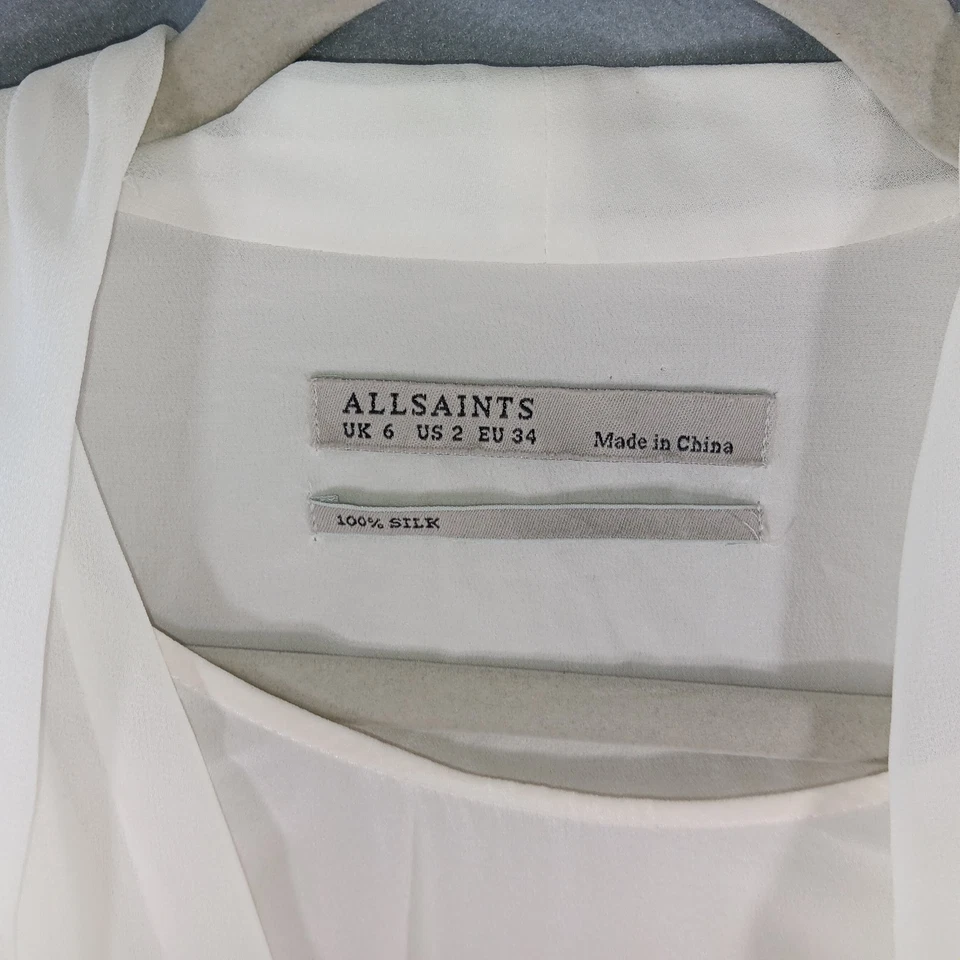 ALLSAINTS
UK 6 US 2 EU 34 Made in China
100% SILK